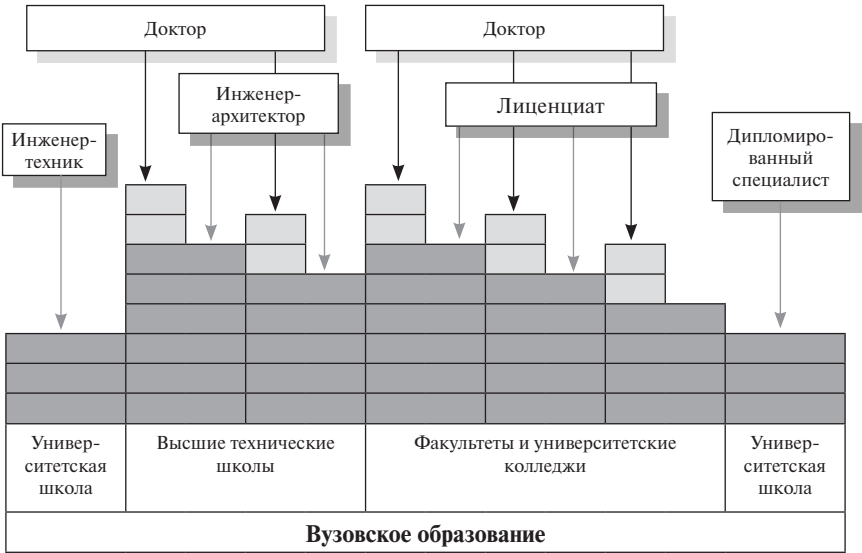 Доктор
Доктор
Инженер-
архитектор
Лиценциат
Инженер-
техник
Дипломиро-
ванный
специалист
Универ-
ситетская
школа
Высшие технические
школы
Факультеты и университетские
колледжи
Универ-
ситетская
школа
Вузовское образование